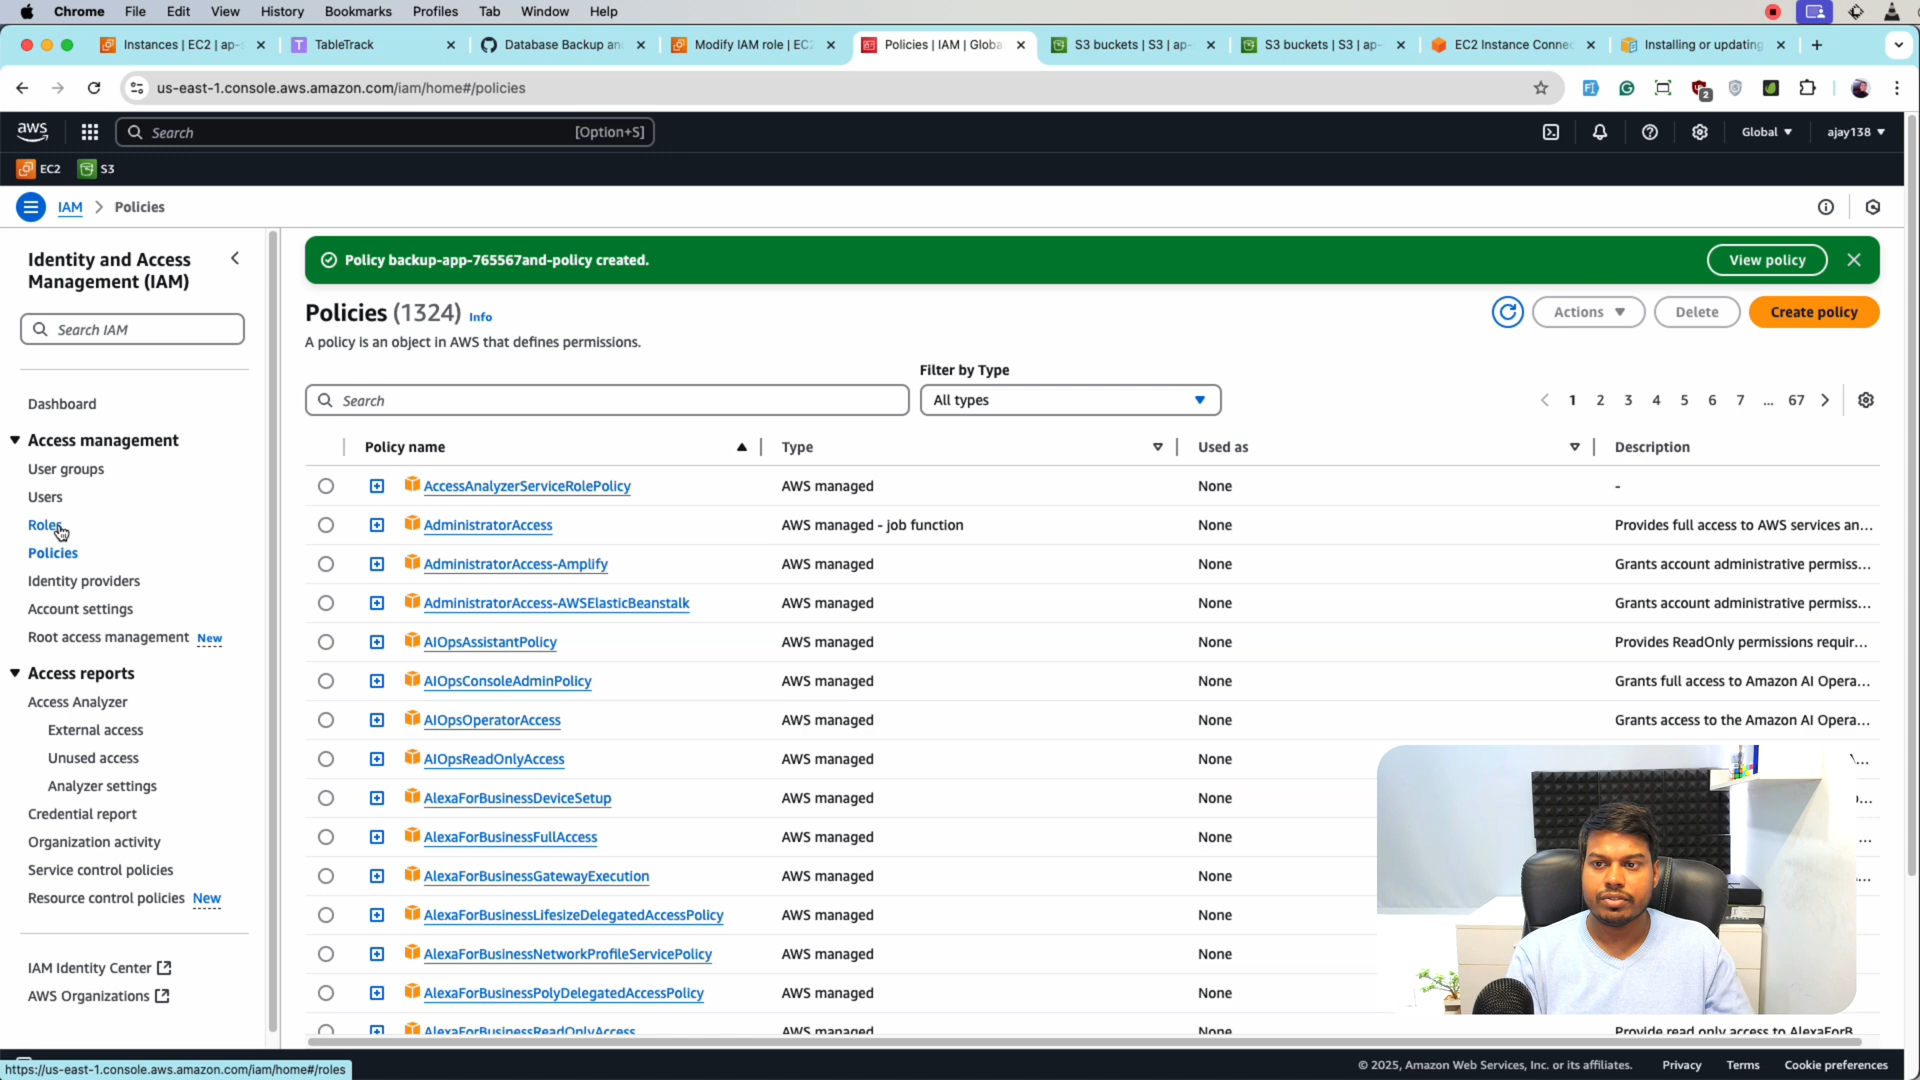 Chrome File Edit View History Bookmarks Profiles Tab Window Help
Instances | EC2 | ap- TableTrack Database Backup an Modify IAM role | EC2 Policies | IAM | Globa S3 buckets | S3 | ap- S3 buckets | S3 | ap- EC2 Instance Connec Installing or updating
us-east-1.console.aws.amazon.com/iam/home#/policies 2
aws Search [Option+S] Global ajay138
EC2 S3
IAM > Policies
Identity and Access
Management (IAM)
Search IAM
Dashboard
Access management
User groups
Users
Roles
Policies
Identity providers
Account settings
Root access management New
Access reports
Access Analyzer
External access
Unused access
Analyzer settings
Credential report
Organization activity
Service control policies
Resource control policies New
IAM Identity Center
AWS Organizations
Policy backup-app-765567and-policy created. View policy
Policies (1324) Info Actions Delete Create policy
A policy is an object in AWS that defines permissions.
Filter by Type
Search All types 1 2 3 4 5 6 7 ... 67
Policy name Type Used as Description
AccessAnalyzerServiceRolePolicy AWS managed None -
AdministratorAccess AWS managed - job function None Provides full access to AWS services an...
AdministratorAccess-Amplify AWS managed None Grants account administrative permiss...
AdministratorAccess-AWSElasticBeanstalk AWS managed None Grants account administrative permiss...
AIOpsAssistantPolicy AWS managed None Provides ReadOnly permissions requir...
AIOpsConsoleAdminPolicy AWS managed None Grants full access to Amazon AI Opera...
AIOpsOperatorAccess AWS managed None Grants access to the Amazon AI Opera...
AIOpsReadOnlyAccess AWS managed None
AlexaForBusinessDeviceSetup AWS managed None
AlexaForBusinessFullAccess AWS managed None
AlexaForBusinessGatewayExecution AWS managed None
AlexaForBusinessLifesizeDelegatedAccessPolicy AWS managed None
AlexaForBusinessNetworkProfileServicePolicy AWS managed None
AlexaForBusinessPolyDelegatedAccessPolicy AWS managed None
AlexaForBusinessReadOnlyAccess AWS managed None Provide read only access to AlexaForB
© 2025, Amazon Web Services, Inc. or its affiliates. Privacy Terms Cookie preferences
https://us-east-1.console.aws.amazon.com/iam/home#/roles